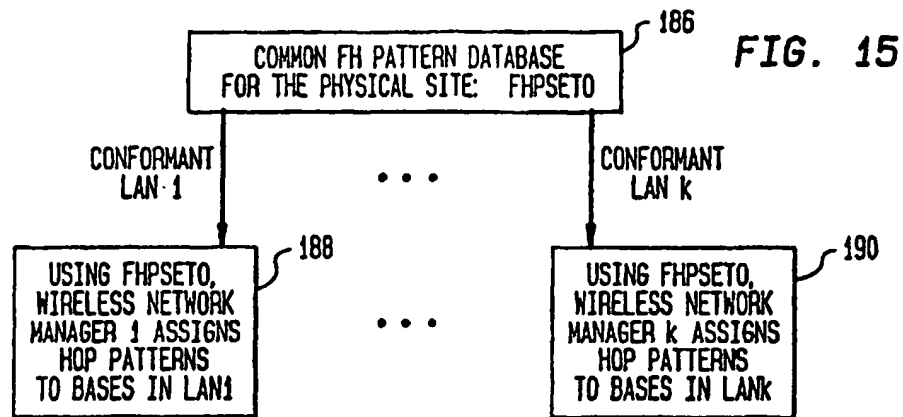 186
FIG. 15
COMMON FH PATTERN DATABASE
FOR THE PHYSICAL SITE: FHPSETO
CONFORMANT
LAN 1
• • •
CONFORMANT
LAN k
188
USING FHPSETO,
WIRELESS NETWORK
MANAGER 1 ASSIGNS
HOP PATTERNS
TO BASES IN LAN1
• • •
190
USING FHPSETO,
WIRELESS NETWORK
MANAGER k ASSIGNS
HOP PATTERNS
TO BASES IN LANk